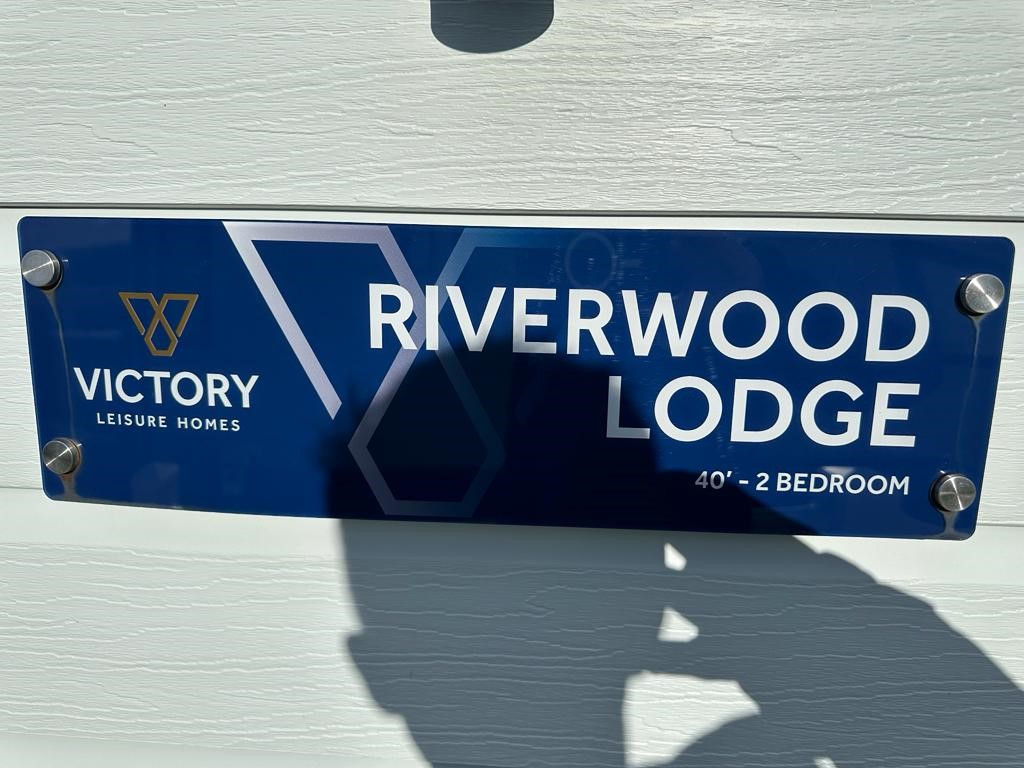 VICTORY
LEISURE HOMES
RIVERWOOD
LODGE
40' - 2 BEDROOM